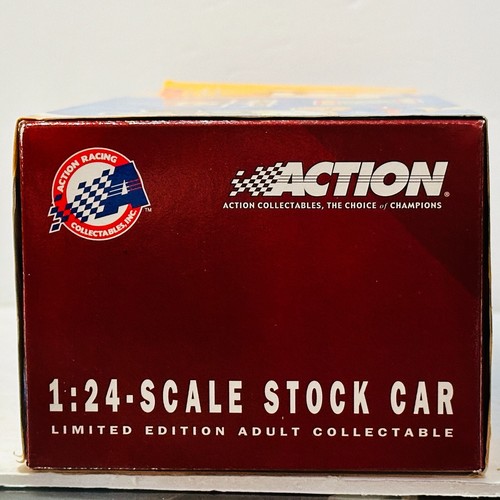 ACTION RACING
COLLECTABLES, INC.
A
™
ACTION®
ACTION COLLECTABLES, THE CHOICE of CHAMPIONS
1:24-SCALE STOCK CAR
LIMITED EDITION ADULT COLLECTABLE